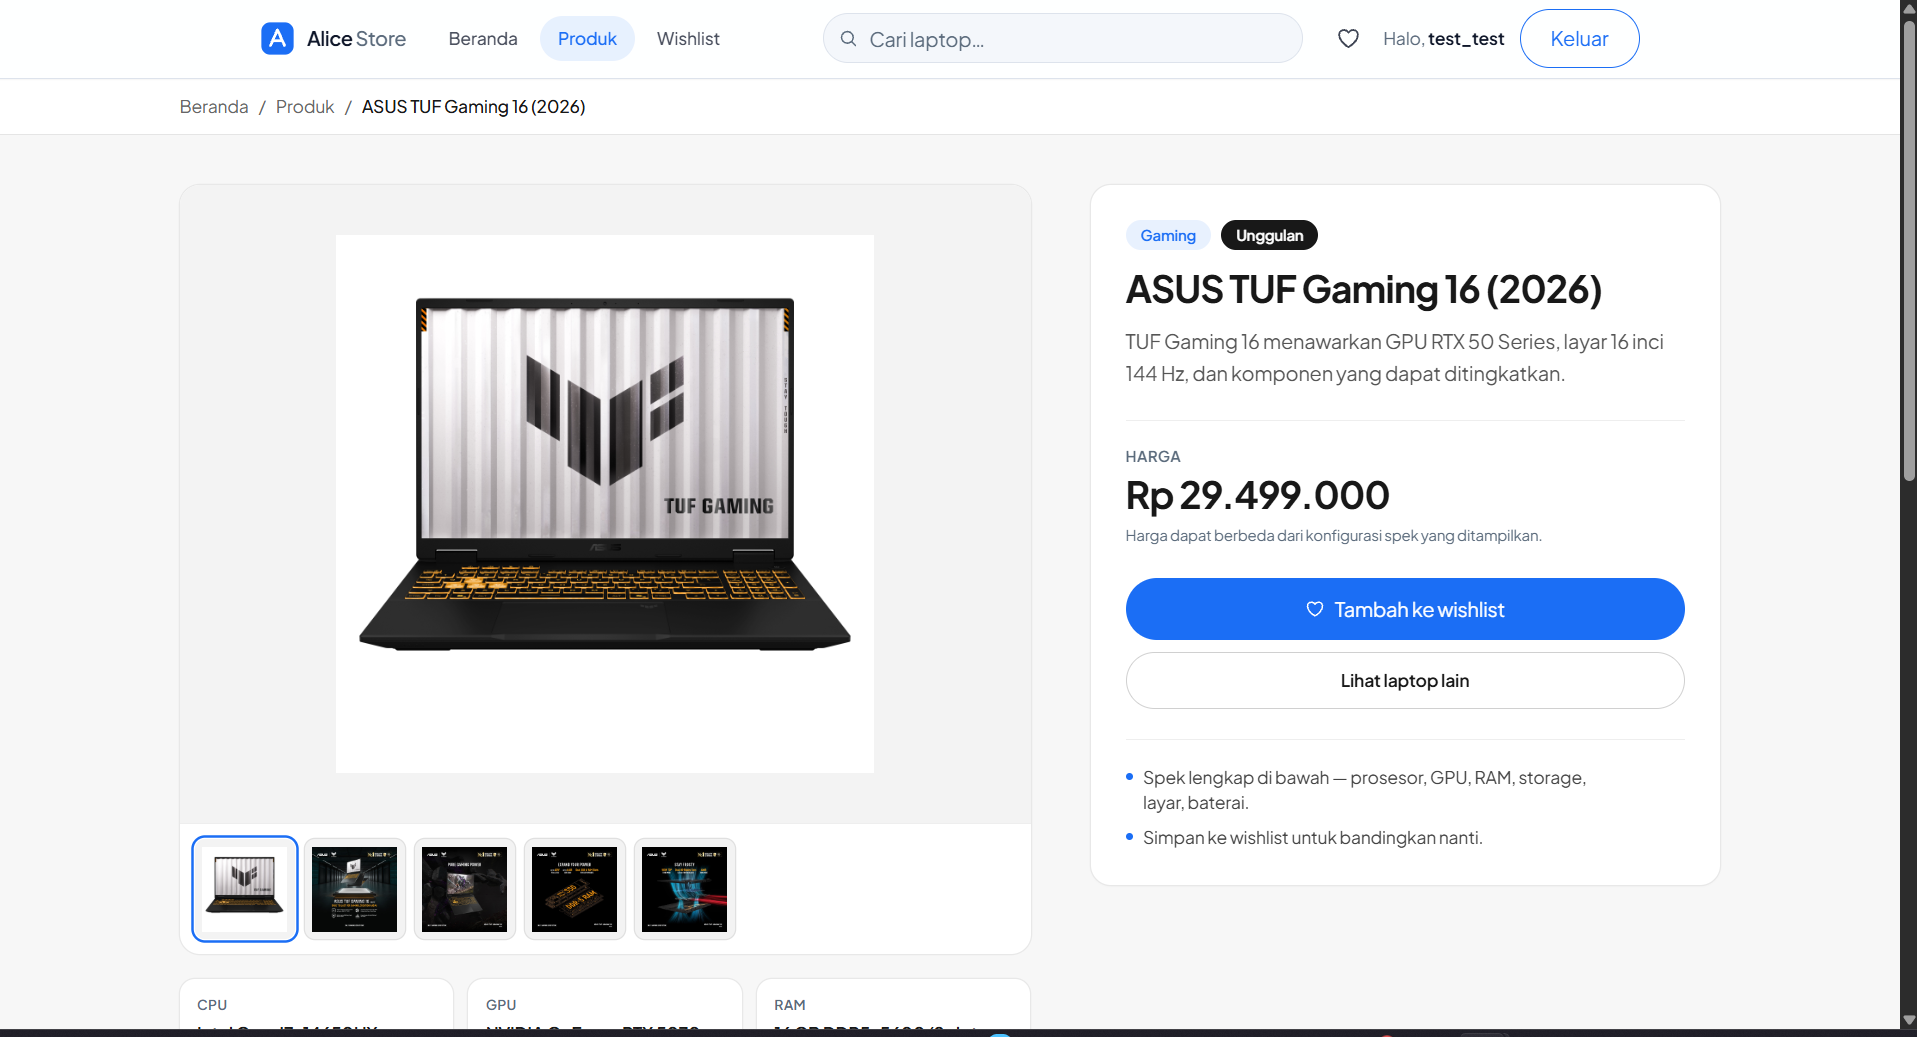 A Alice Store
Beranda
Produk
Wishlist
Cari laptop...
Halo, test_test
Keluar
Beranda / Produk / ASUS TUF Gaming 16 (2026)
TUF GAMING
Gaming
Unggulan
ASUS TUF Gaming 16 (2026)
TUF Gaming 16 menawarkan GPU RTX 50 Series, layar 16 inci
144 Hz, dan komponen yang dapat ditingkatkan.
HARGA
Rp 29.499.000
Harga dapat berbeda dari konfigurasi spek yang ditampilkan.
Tambah ke wishlist
Lihat laptop lain
Spek lengkap di bawah — prosesor, GPU, RAM, storage,
layar, baterai.
Simpan ke wishlist untuk bandingkan nanti.
CPU
GPU
RAM